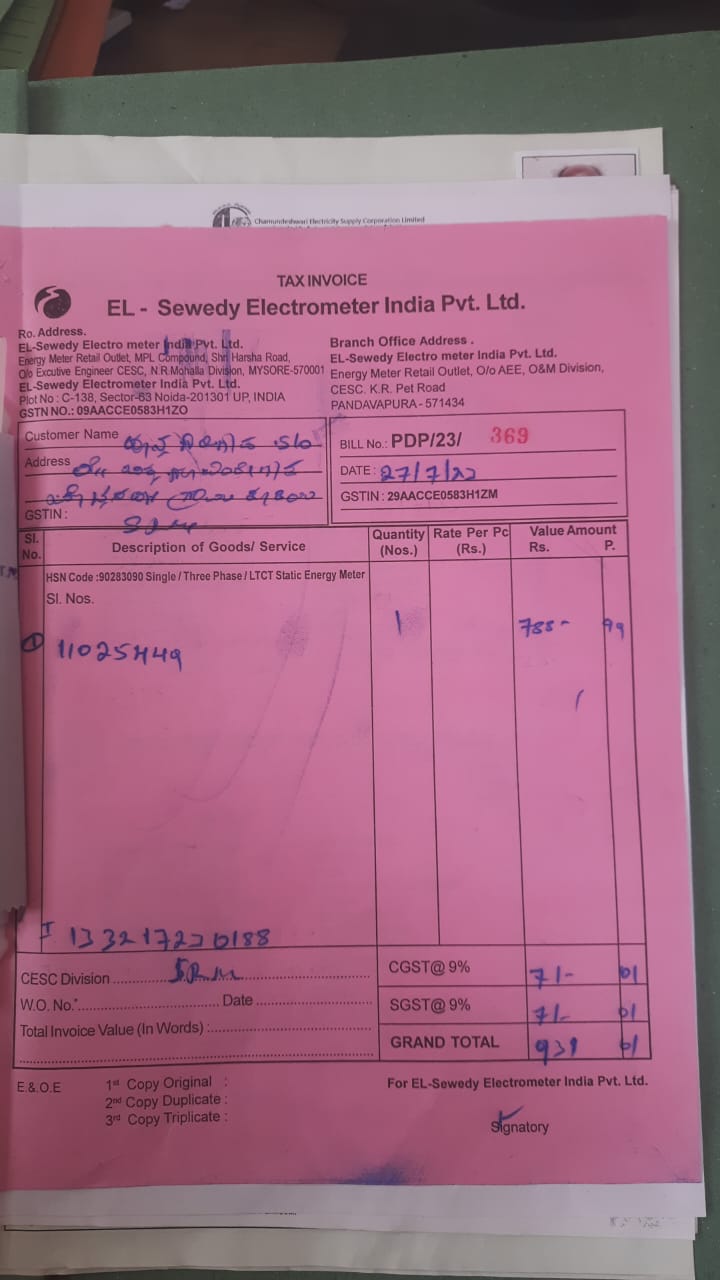 Chamundeshwari Electricity Supply Corporation Limited
TAX INVOICE
EL - Sewedy Electrometer India Pvt. Ltd.
Ro. Address.
EL-Sewedy Electro meter India Pvt. Ltd.
Energy Meter Retail Outlet, MPL Compound, Shri Harsha Road,
O/o Excutive Engineer CESC, N.R.Mohalla Division, MYSORE-570001
EL-Sewedy Electrometer India Pvt. Ltd.
Plot No : C-138, Sector-63 Noida-201301 UP, INDIA
GSTN NO.: 09AACCE0583H1ZO
Branch Office Address .
EL-Sewedy Electro meter India Pvt. Ltd.
Energy Meter Retail Outlet, O/o AEE, O&M Division,
CESC. K.R. Pet Road
PANDAVAPURA - 571434
Customer Name S/o
Address
GSTIN :
BILL No.: PDP/23/ 369
DATE : 27/7/22
GSTIN : 29AACCE0583H1ZM
Sl. No. Description of Goods/ Service Quantity (Nos.) Rate Per Pc (Rs.) Value Amount Rs. P.
HSN Code :90283090 Single / Three Phase / LTCT Static Energy Meter
Sl. Nos.
1 788- 99
① 11025449
CESC Division
W.O. No. Date
Total Invoice Value (In Words) :
CGST@ 9% 71- 01
SGST@ 9% 71- 01
GRAND TOTAL 931 01
E.& .O.E
1st Copy Original :
2nd Copy Duplicate :
3rd Copy Triplicate :
For EL-Sewedy Electrometer India Pvt. Ltd.
Signatory